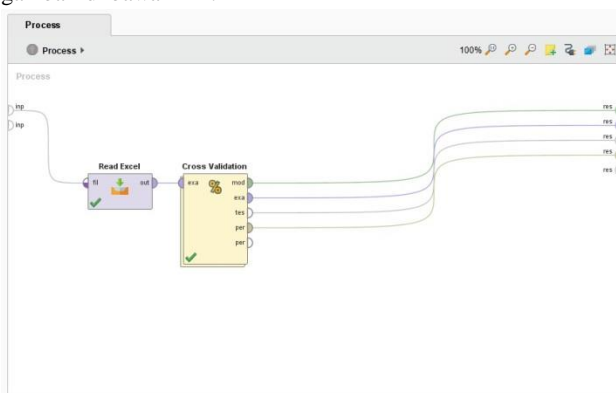 Process
Process
100%
Process
inp
inp
res
res
res
res
res
Read Excel
fil
out
Cross Validation
exa
mod
exa
tes
per
per